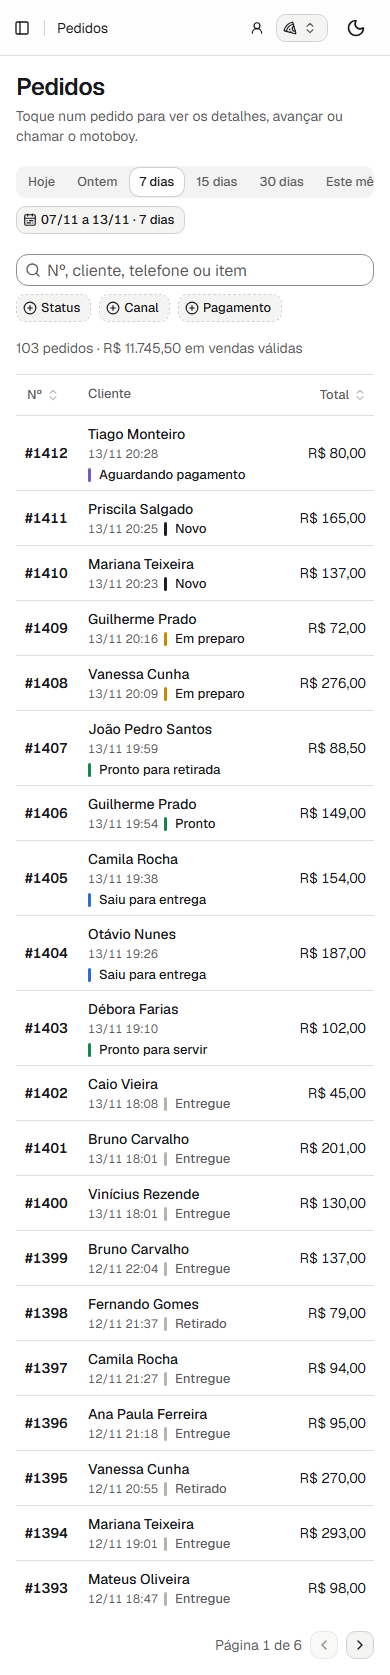 Pedidos
Pedidos
Toque num pedido para ver os detalhes, avançar ou
chamar o motoboy.
Hoje Ontem 7 dias 15 dias 30 dias Este mê
07/11 a 13/11 · 7 dias
Nº, cliente, telefone ou item
Status Canal Pagamento
103 pedidos · R$ 11.745,50 em vendas válidas
Nº Cliente Total
Tiago Monteiro
#1412 13/11 20:28 R$ 80,00
Aguardando pagamento
Priscila Salgado
#1411 13/11 20:25 Novo R$ 165,00
Mariana Teixeira
#1410 13/11 20:23 Novo R$ 137,00
Guilherme Prado
#1409 13/11 20:16 Em preparo R$ 72,00
Vanessa Cunha
#1408 13/11 20:09 Em preparo R$ 276,00
João Pedro Santos
#1407 13/11 19:59 R$ 88,50
Pronto para retirada
Guilherme Prado
#1406 13/11 19:54 Pronto R$ 149,00
Camila Rocha
#1405 13/11 19:38 R$ 154,00
Saiu para entrega
Otávio Nunes
#1404 13/11 19:26 R$ 187,00
Saiu para entrega
Débora Farias
#1403 13/11 19:10 R$ 102,00
Pronto para servir
Caio Vieira
#1402 13/11 18:08 Entregue R$ 45,00
Bruno Carvalho
#1401 13/11 18:01 Entregue R$ 201,00
Vinícius Rezende
#1400 13/11 18:01 Entregue R$ 130,00
Bruno Carvalho
#1399 12/11 22:04 Entregue R$ 137,00
Fernando Gomes
#1398 12/11 21:37 Retirado R$ 79,00
Camila Rocha
#1397 12/11 21:27 Entregue R$ 94,00
Ana Paula Ferreira
#1396 12/11 21:18 Entregue R$ 95,00
Vanessa Cunha
#1395 12/11 20:55 Retirado R$ 270,00
Mariana Teixeira
#1394 12/11 19:01 Entregue R$ 293,00
Mateus Oliveira
#1393 12/11 18:47 Entregue R$ 98,00
Página 1 de 6